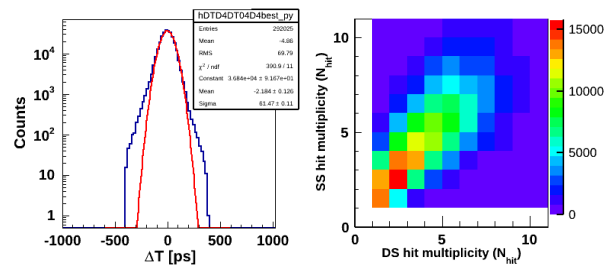 hDTD4DT04D4best_py
Entries 292025
Mean -4.86
RMS 69.79
χ² / ndf 390.9 / 11
Constant 3.684e+04 ± 9.167e+01
Mean -2.184 ± 0.126
Sigma 61.47 ± 0.11
10⁴
10³
10²
10
1
Counts
-1000 -500 0 500 1000
ΔT [ps]
10
5
0
SS hit multiplicity (N_hit)
0 5 10
DS hit multiplicity (N_hit)
15000
10000
5000
0